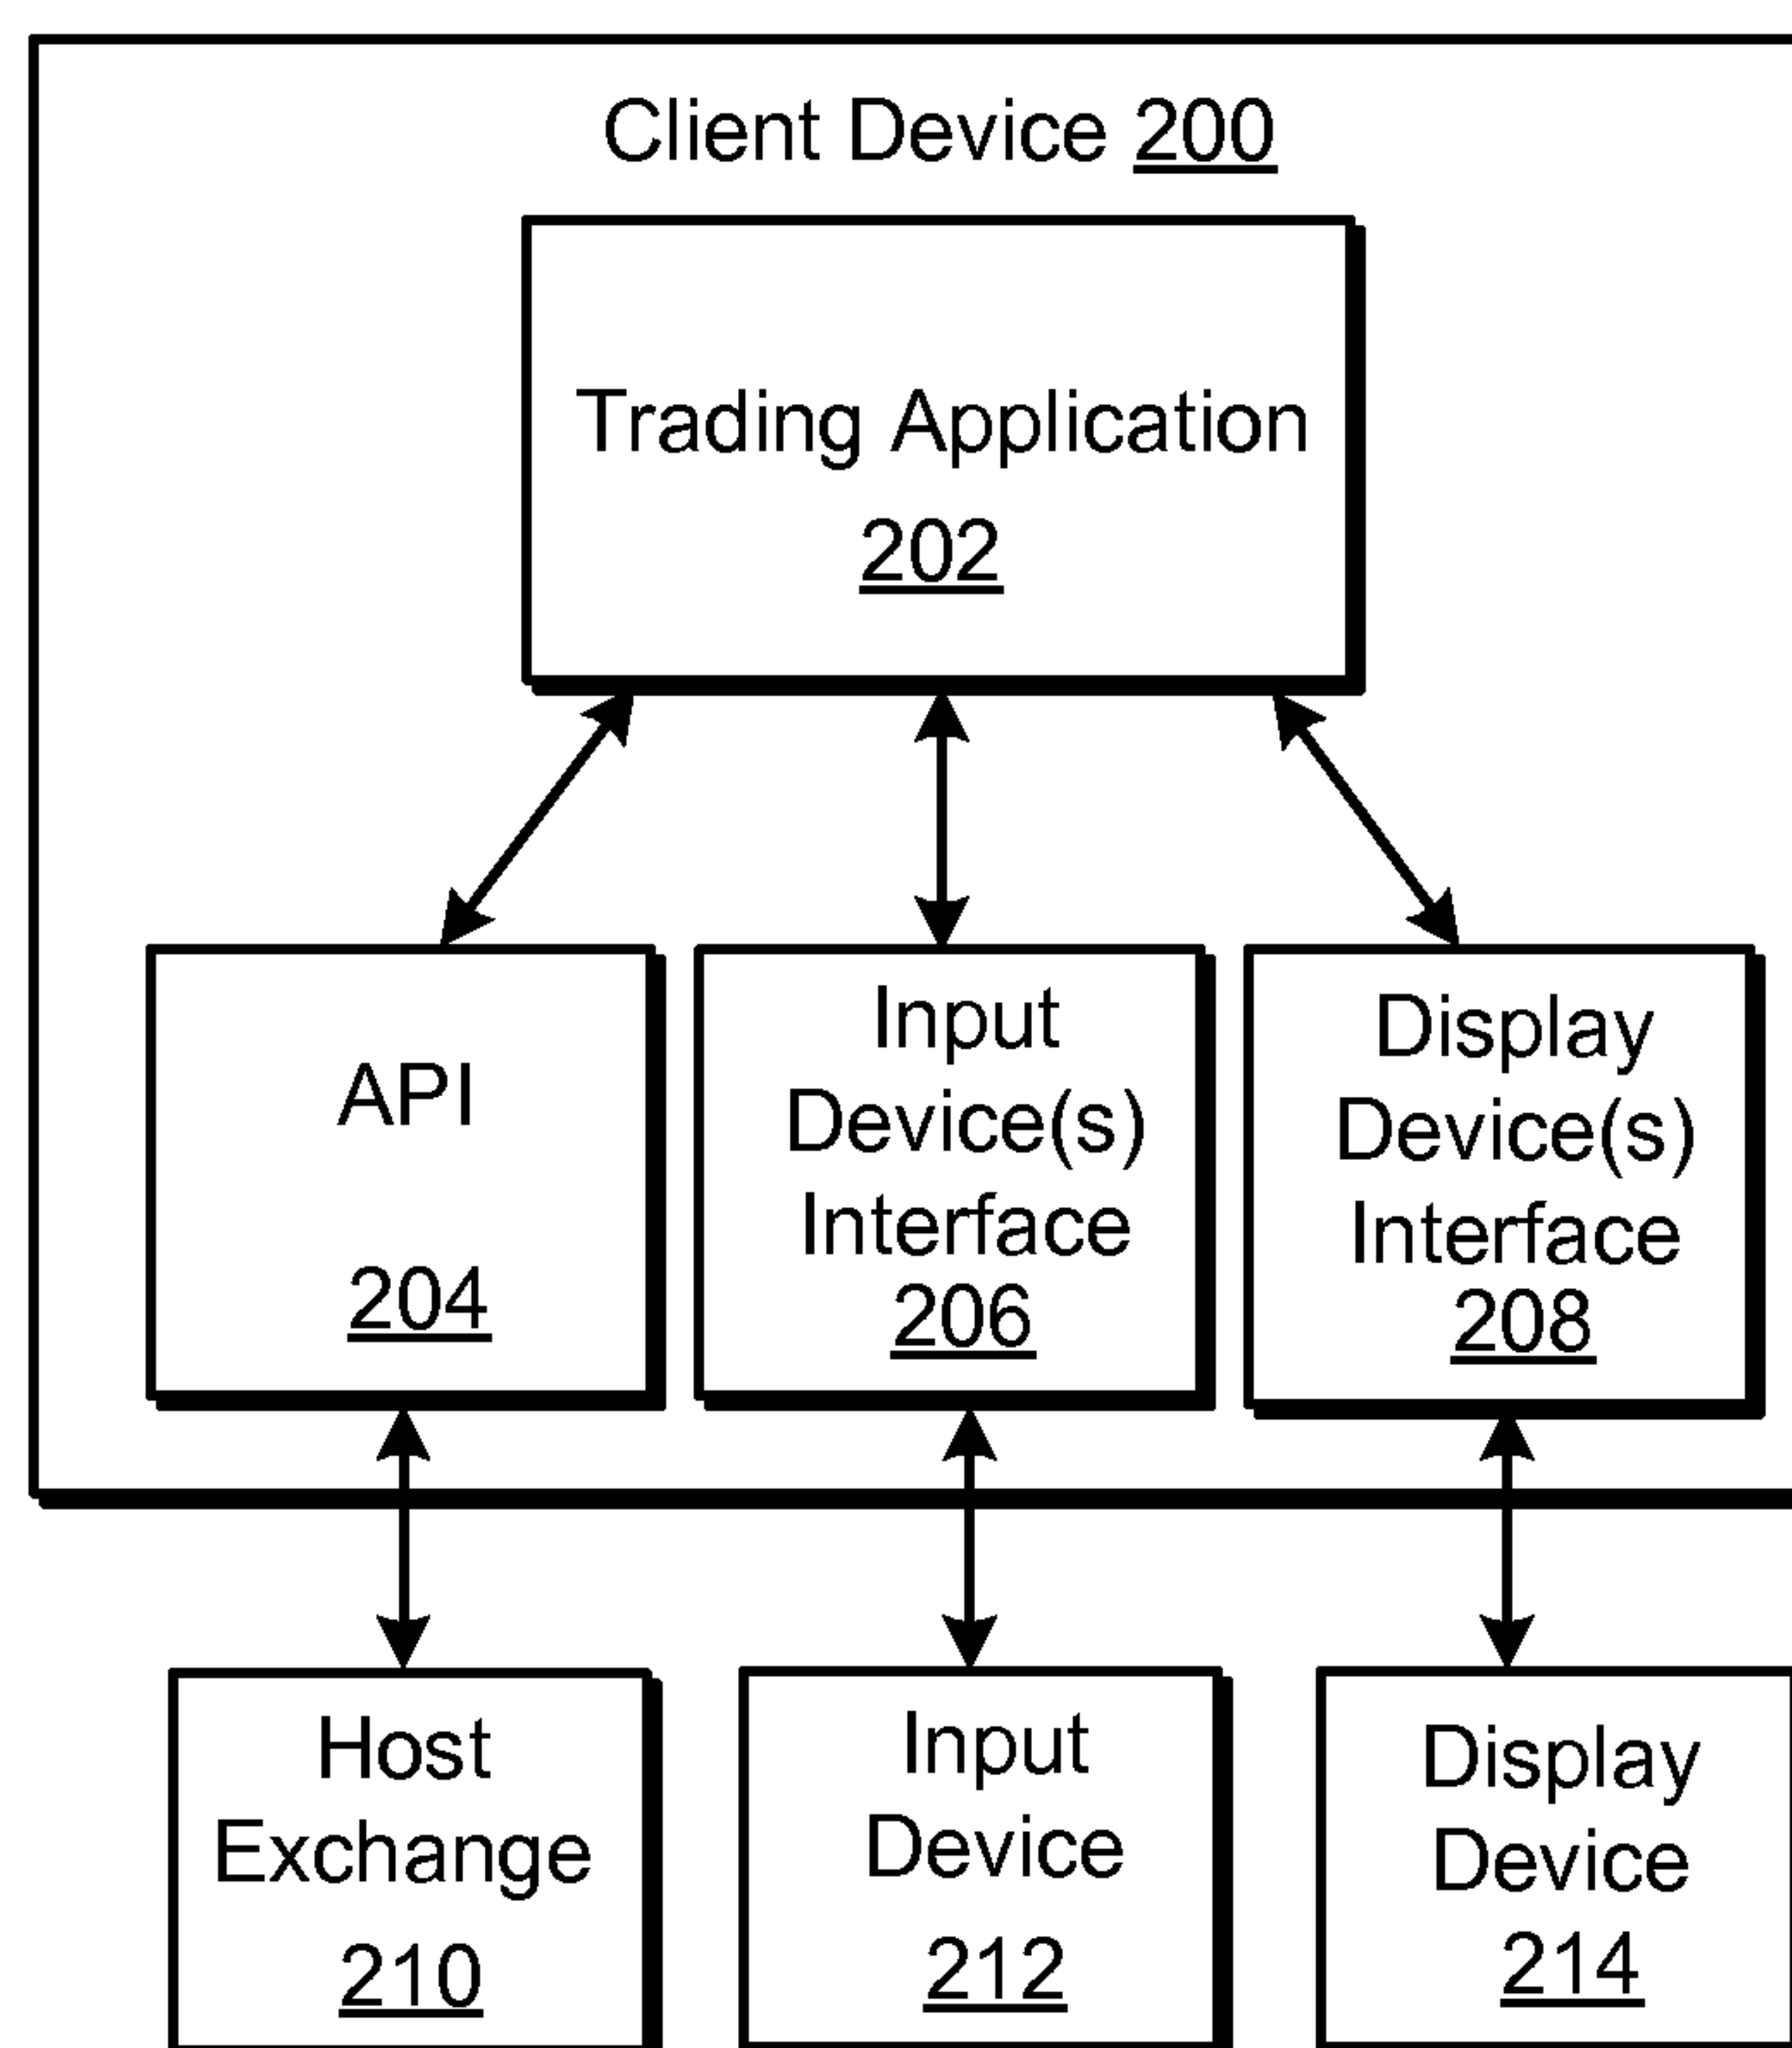 Client Device 200
Trading Application
202
API
204
Input
Device(s)
Interface
206
Display
Device(s)
Interface
208
Host
Exchange
210
Input
Device
212
Display
Device
214